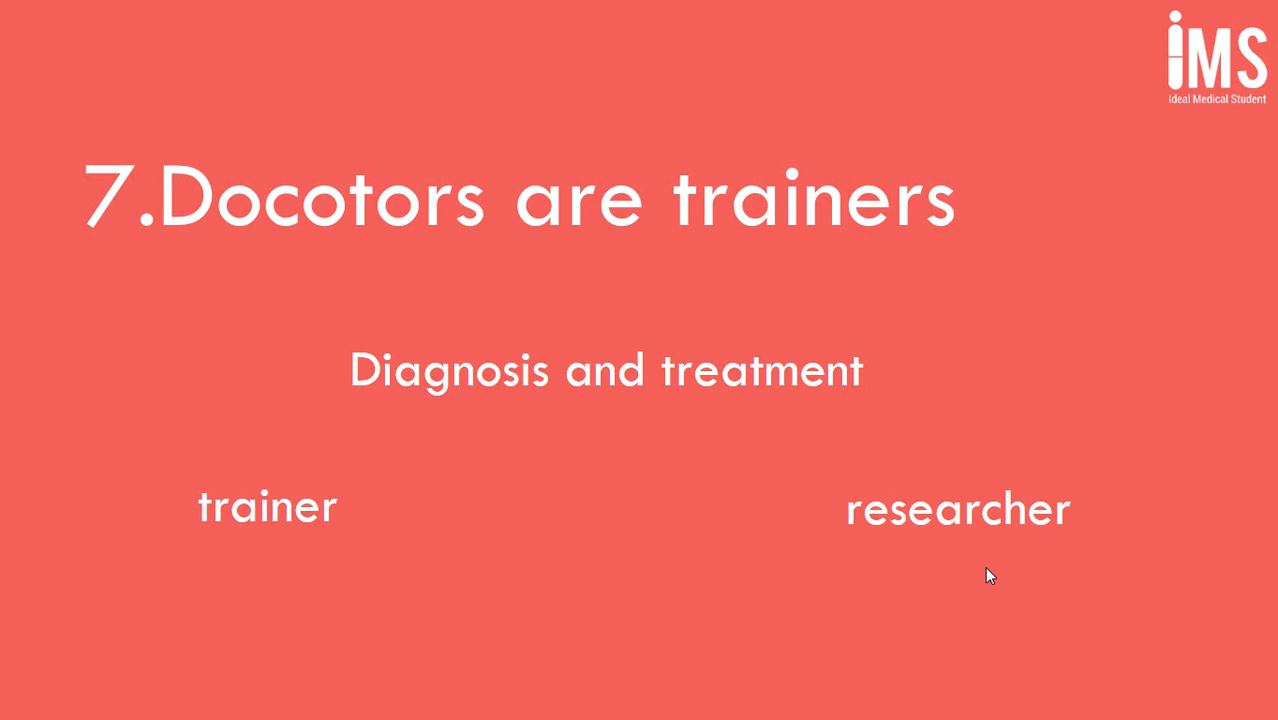 iMS
Ideal Medical Student
7.Docotors are trainers
Diagnosis and treatment
trainer
researcher